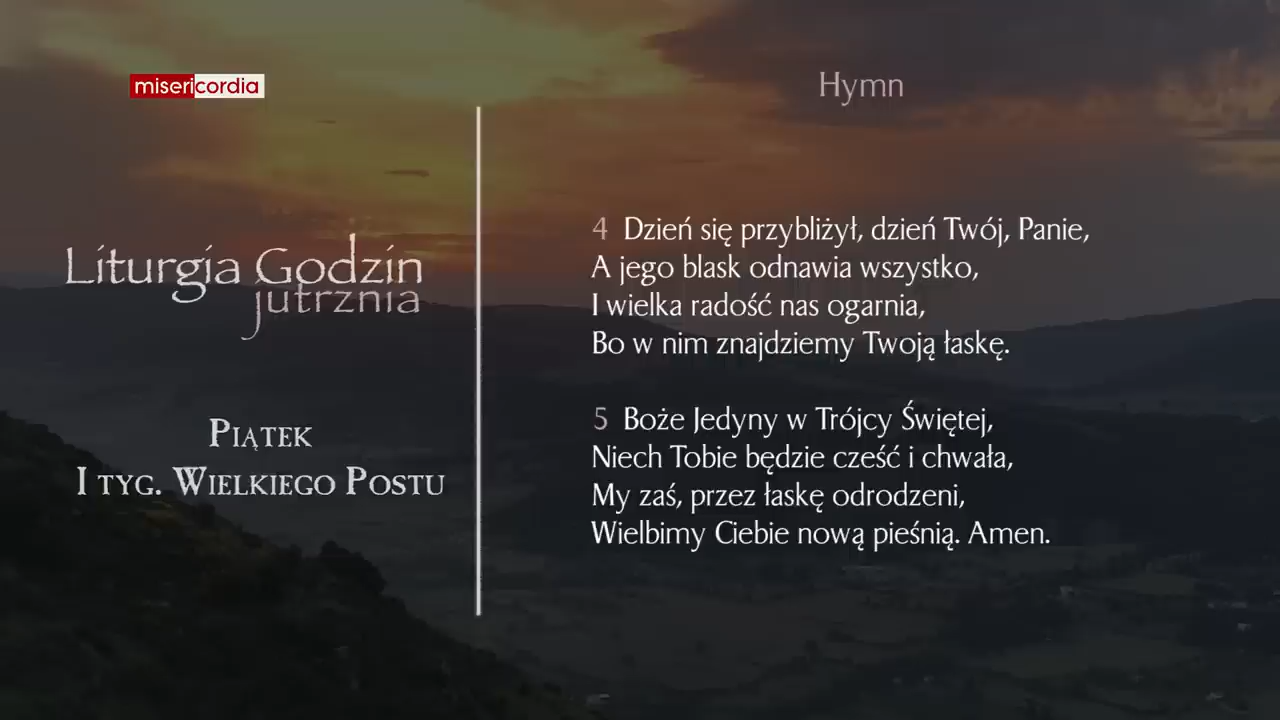 misericordia
Liturgia Godzin
jutrznia
Piątek
I tyg. Wielkiego Postu
Hymn
4 Dzień się przybliżył, dzień Twój, Panie,
A jego blask odnawia wszystko,
I wielka radość nas ogarnia,
Bo w nim znajdziemy Twoją łaskę.
5 Boże Jedyny w Trójcy Świętej,
Niech Tobie będzie cześć i chwała,
My zaś, przez łaskę odrodzeni,
Wielbimy Ciebie nową pieśnią. Amen.